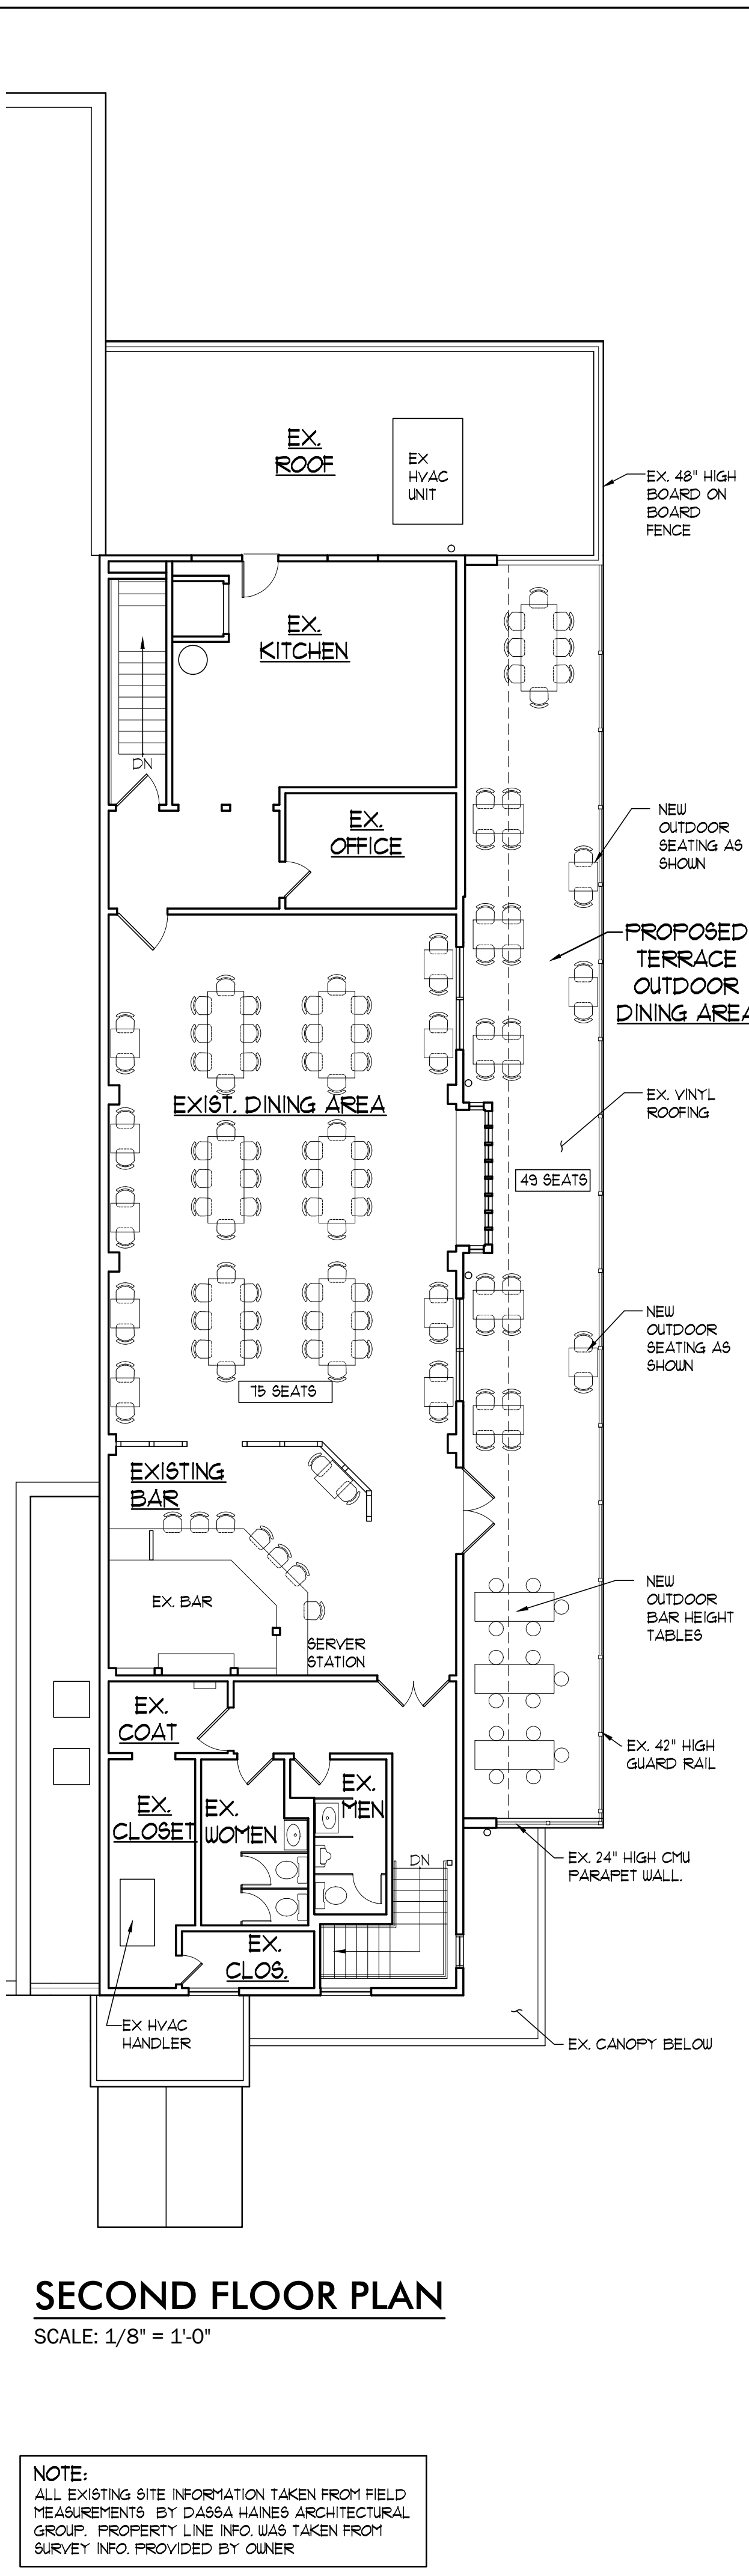 EX.
ROOF
EX
HVAC
UNIT
EX. 48" HIGH
BOARD ON
BOARD
FENCE
EX.
KITCHEN
DN
EX.
OFFICE
NEW
OUTDOOR
SEATING AS
SHOWN
PROPOSED
TERRACE
OUTDOOR
DINING AREA
EXIST. DINING AREA
EX. VINYL
ROOFING
49 SEATS
NEW
OUTDOOR
SEATING AS
SHOWN
75 SEATS
EXISTING
BAR
EX. BAR
NEW
OUTDOOR
BAR HEIGHT
TABLES
SERVER
STATION
EX.
COAT
EX. 42" HIGH
GUARD RAIL
EX.
MEN
EX.
CLOSET
EX.
WOMEN
DN
EX. 24" HIGH CMU
PARAPET WALL.
EX.
CLOS.
EX HVAC
HANDLER
EX. CANOPY BELOW
SECOND FLOOR PLAN
SCALE: 1/8" = 1'-0"
NOTE:
ALL EXISTING SITE INFORMATION TAKEN FROM FIELD
MEASUREMENTS BY DASSA HAINES ARCHITECTURAL
GROUP. PROPERTY LINE INFO. WAS TAKEN FROM
SURVEY INFO. PROVIDED BY OWNER